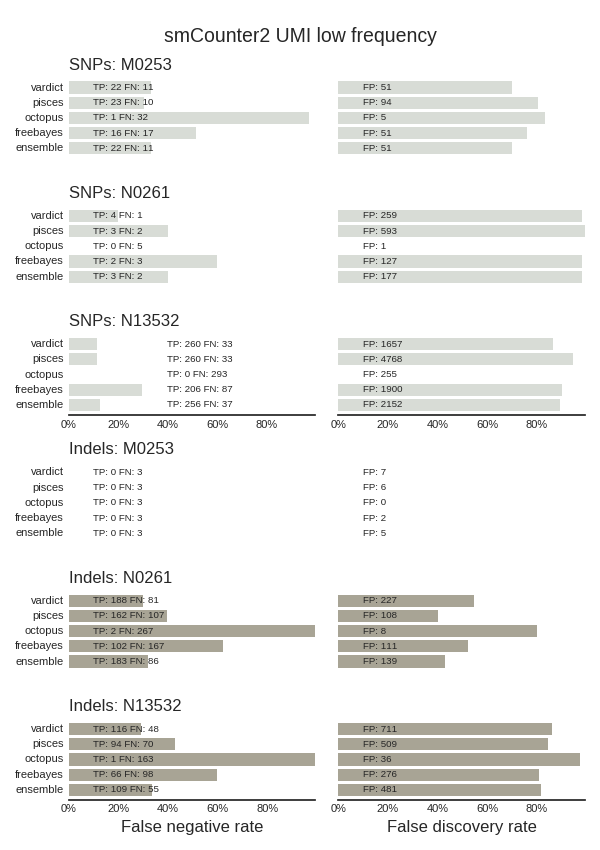 smCounter2 UMI low frequency
SNPs: M0253
vardict TP: 22 FN: 11 FP: 51
pisces TP: 23 FN: 10 FP: 94
octopus TP: 1 FN: 32 FP: 5
freebayes TP: 16 FN: 17 FP: 51
ensemble TP: 22 FN: 11 FP: 51
SNPs: N0261
vardict TP: 4 FN: 1 FP: 259
pisces TP: 3 FN: 2 FP: 593
octopus TP: 0 FN: 5 FP: 1
freebayes TP: 2 FN: 3 FP: 127
ensemble TP: 3 FN: 2 FP: 177
SNPs: N13532
vardict TP: 260 FN: 33 FP: 1657
pisces TP: 260 FN: 33 FP: 4768
octopus TP: 0 FN: 293 FP: 255
freebayes TP: 206 FN: 87 FP: 1900
ensemble TP: 256 FN: 37 FP: 2152
0% 20% 40% 60% 80% 0% 20% 40% 60% 80%
Indels: M0253
vardict TP: 0 FN: 3 FP: 7
pisces TP: 0 FN: 3 FP: 6
octopus TP: 0 FN: 3 FP: 0
freebayes TP: 0 FN: 3 FP: 2
ensemble TP: 0 FN: 3 FP: 5
Indels: N0261
vardict TP: 188 FN: 81 FP: 227
pisces TP: 162 FN: 107 FP: 108
octopus TP: 2 FN: 267 FP: 8
freebayes TP: 102 FN: 167 FP: 111
ensemble TP: 183 FN: 86 FP: 139
Indels: N13532
vardict TP: 116 FN: 48 FP: 711
pisces TP: 94 FN: 70 FP: 509
octopus TP: 1 FN: 163 FP: 36
freebayes TP: 66 FN: 98 FP: 276
ensemble TP: 109 FN: 55 FP: 481
0% 20% 40% 60% 80% 0% 20% 40% 60% 80%
False negative rate False discovery rate